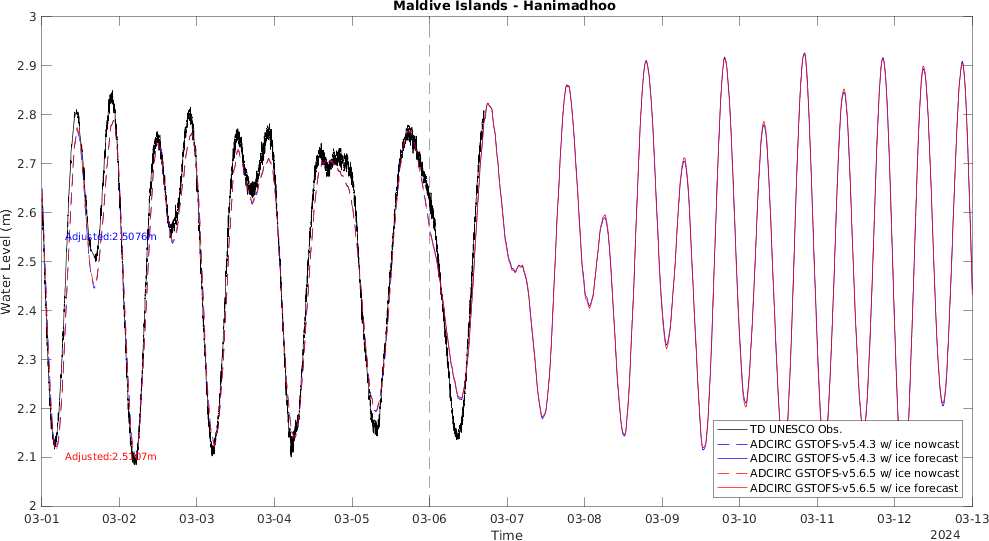 Maldive Islands - Hanimadhoo
3
2.9
2.8
2.7
2.6
2.5
2.4
2.3
2.2
2.1
2
Water Level (m)
Adjusted:2.5076m
Adjusted:2.5107m
TD UNESCO Obs.
ADCIRC GSTOFS-v5.4.3 w/ ice nowcast
ADCIRC GSTOFS-v5.4.3 w/ ice forecast
ADCIRC GSTOFS-v5.6.5 w/ ice nowcast
ADCIRC GSTOFS-v5.6.5 w/ ice forecast
03-01 03-02 03-03 03-04 03-05 03-06 03-07 03-08 03-09 03-10 03-11 03-12 03-13
Time
2024